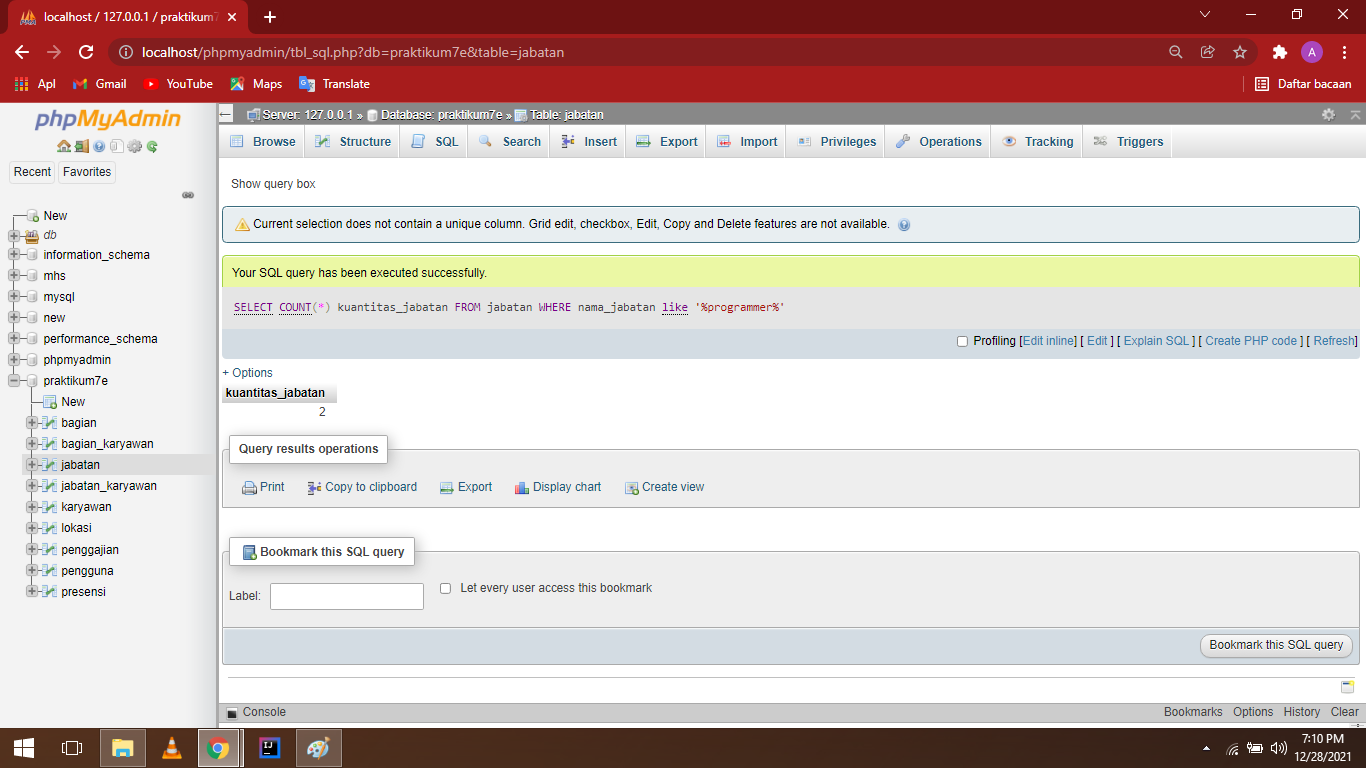 localhost / 127.0.0.1 / praktikum7
localhost/phpmyadmin/tbl_sql.php?db=praktikum7e&table=jabatan
A
Apl Gmail YouTube Maps Translate Daftar bacaan
phpMyAdmin
Server: 127.0.0.1 » Database: praktikum7e » Table: jabatan
Browse Structure SQL Search Insert Export Import Privileges Operations Tracking Triggers
Recent Favorites
New
db
information_schema
mhs
mysql
new
performance_schema
phpmyadmin
praktikum7e
New
bagian
bagian_karyawan
jabatan
jabatan_karyawan
karyawan
lokasi
penggajian
pengguna
presensi
Show query box
Current selection does not contain a unique column. Grid edit, checkbox, Edit, Copy and Delete features are not available.
Your SQL query has been executed successfully.
SELECT COUNT(*) kuantitas_jabatan FROM jabatan WHERE nama_jabatan like '%programmer%'
Profiling [Edit inline] [ Edit ] [ Explain SQL ] [ Create PHP code ] [ Refresh]
+ Options
kuantitas_jabatan
2
Query results operations
Print Copy to clipboard Export Display chart Create view
Bookmark this SQL query
Label: Let every user access this bookmark
Bookmark this SQL query
Console Bookmarks Options History Clear
IJ
7:10 PM
12/28/2021